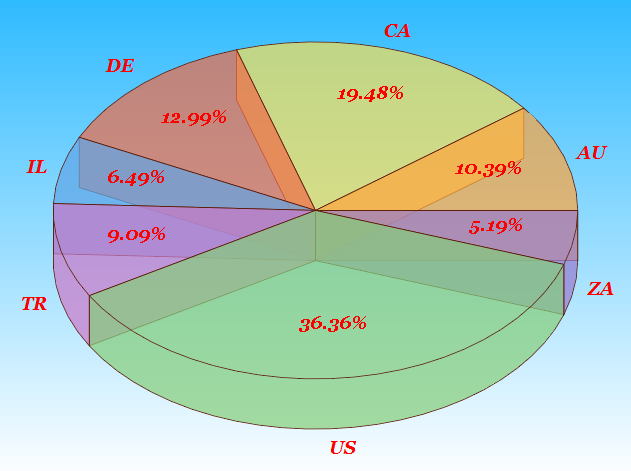 CA
DE
19.48%
12.99%
AU
IL
10.39%
6.49%
5.19%
9.09%
ZA
TR
36.36%
US